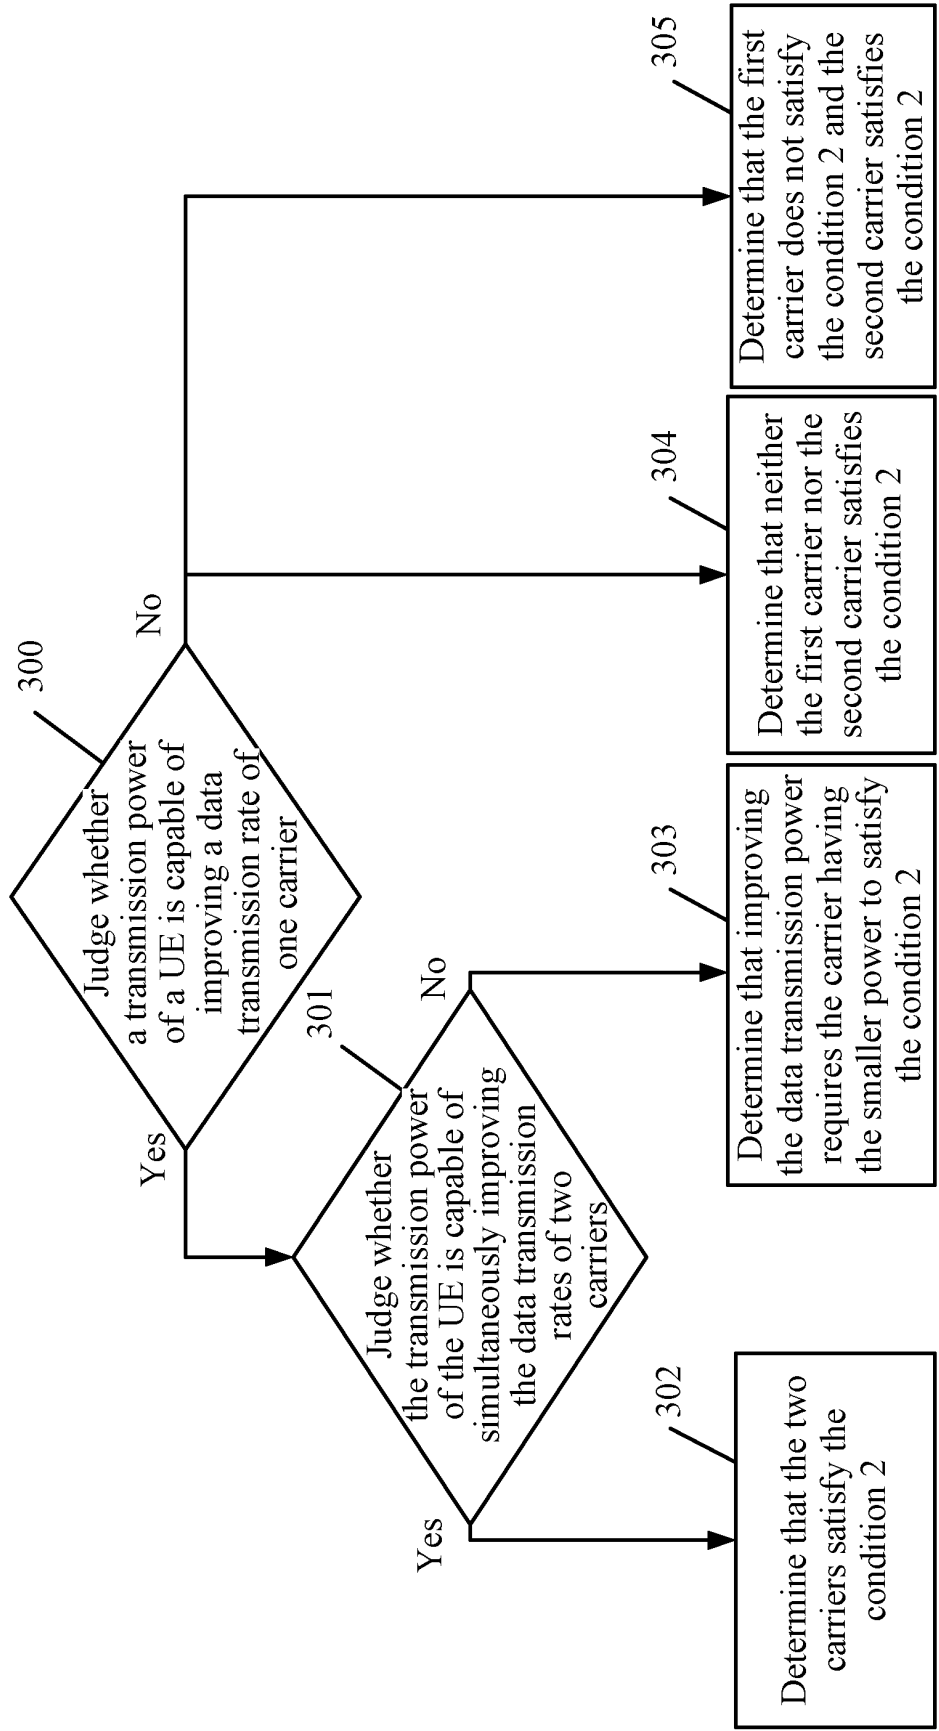 300
Judge whether
a transmission power
of a UE is capable of
improving a data
transmission rate of
one carrier
Yes
No
301
Judge whether
the transmission power
of the UE is capable of
simultaneously improving
the data transmission
rates of two
carriers
Yes
No
302
Determine that the two
carriers satisfy the
condition 2
303
Determine that improving
the data transmission power
requires the carrier having
the smaller power to satisfy
the condition 2
304
Determine that neither
the first carrier nor the
second carrier satisfies
the condition 2
305
Determine that the first
carrier does not satisfy
the condition 2 and the
second carrier satisfies
the condition 2